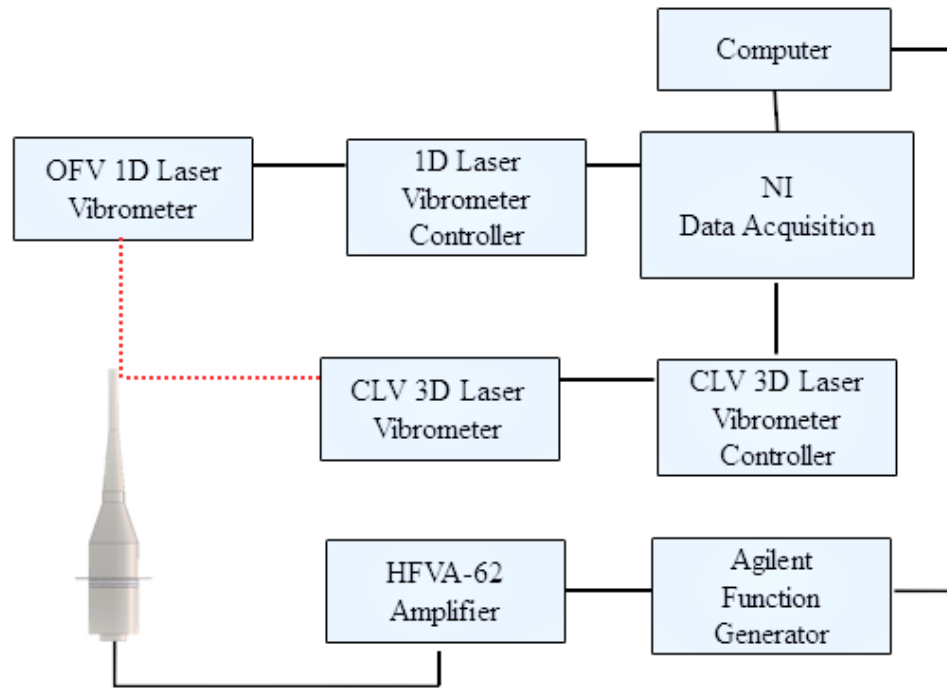 Computer
OFV 1D Laser
Vibrometer
1D Laser
Vibrometer
Controller
NI
Data Acquisition
CLV 3D Laser
Vibrometer
CLV 3D Laser
Vibrometer
Controller
HFVA-62
Amplifier
Agilent
Function
Generator